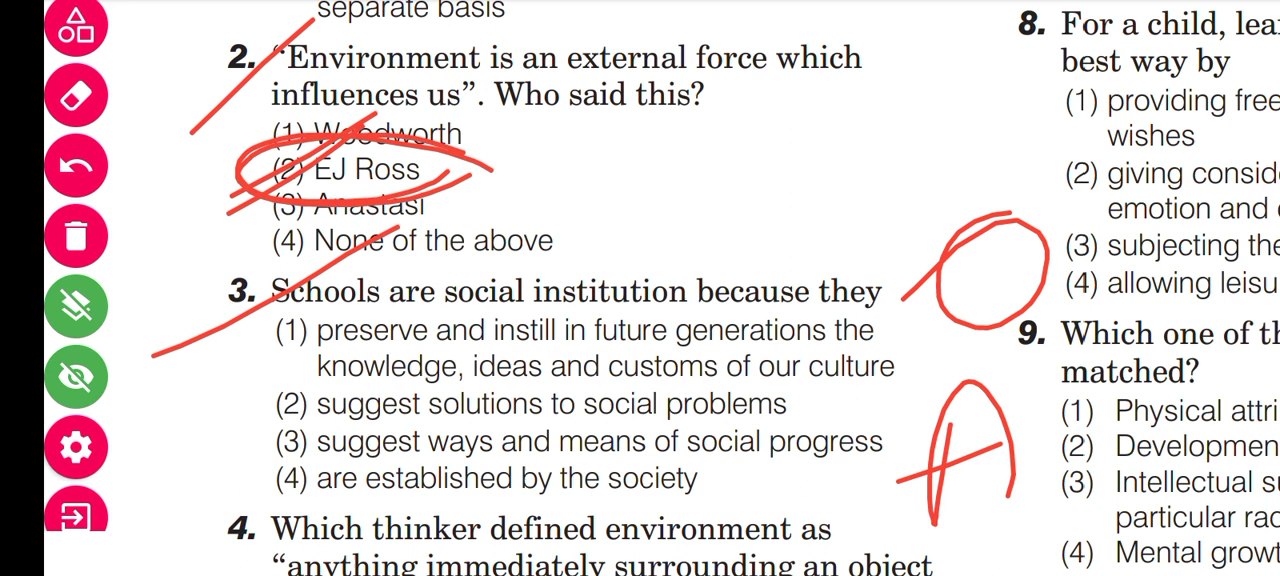 separate basis
2. “Environment is an external force which
influences us”. Who said this?
(1) Woodworth
(2) EJ Ross
(3) Anastasi
(4) None of the above
3. Schools are social institution because they
(1) preserve and instill in future generations the
knowledge, ideas and customs of our culture
(2) suggest solutions to social problems
(3) suggest ways and means of social progress
(4) are established by the society
4. Which thinker defined environment as
“anything immediately surrounding an object
8. For a child, lea
best way by
(1) providing free
wishes
(2) giving consid
emotion and
(3) subjecting the
(4) allowing leisu
9. Which one of th
matched?
(1) Physical attri
(2) Developmen
(3) Intellectual su
particular rac
(4) Mental growt
A